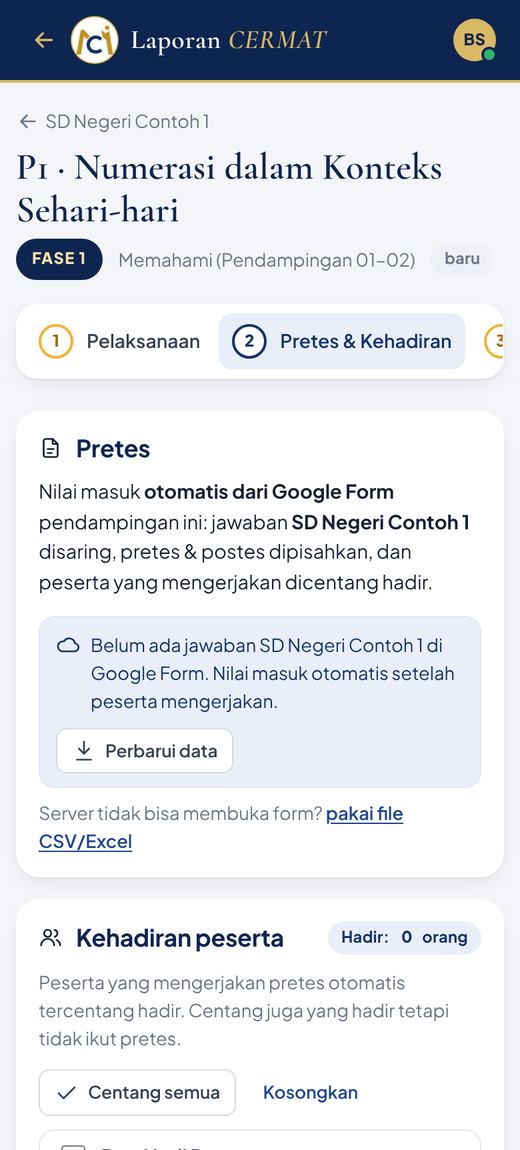 Laporan CERMAT
BS
SD Negeri Contoh 1
P1 · Numerasi dalam Konteks
Sehari-hari
FASE 1
Memahami (Pendampingan 01–02)
baru
1 Pelaksanaan
2 Pretes & Kehadiran
3
Pretes
Nilai masuk otomatis dari Google Form
pendampingan ini: jawaban SD Negeri Contoh 1
disaring, pretes & postes dipisahkan, dan
peserta yang mengerjakan dicentang hadir.
Belum ada jawaban SD Negeri Contoh 1 di
Google Form. Nilai masuk otomatis setelah
peserta mengerjakan.
Perbarui data
Server tidak bisa membuka form? pakai file
CSV/Excel
Kehadiran peserta
Hadir: 0 orang
Peserta yang mengerjakan pretes otomatis
tercentang hadir. Centang juga yang hadir tetapi
tidak ikut pretes.
Centang semua
Kosongkan